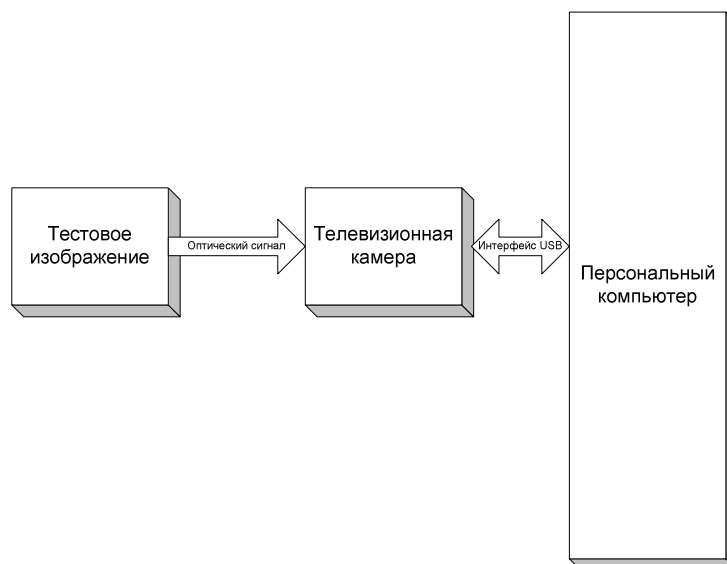 Тестовое
изображение
Оптический сигнал
Телевизионная
камера
Интерфейс USB
Персональный
компьютер